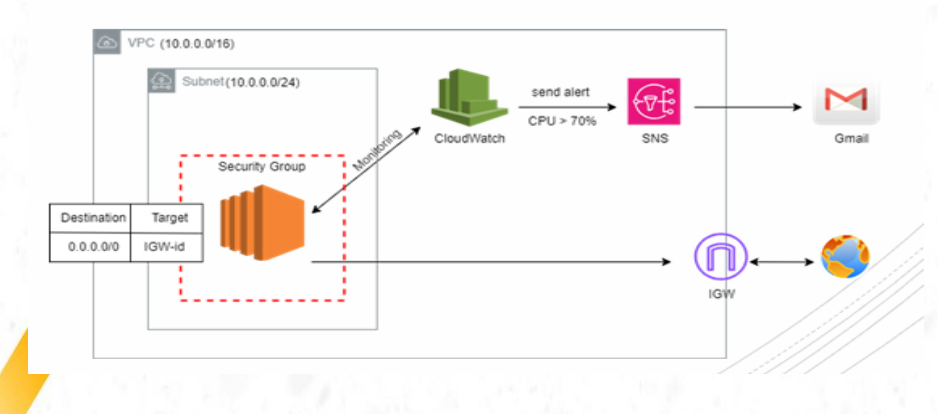 VPC (10.0.0.0/16)
Subnet (10.0.0.0/24)
send alert
CPU > 70%
CloudWatch
SNS
Gmail
Monitoring
Security Group
Destination Target
0.0.0.0/0 IGW-id
IGW